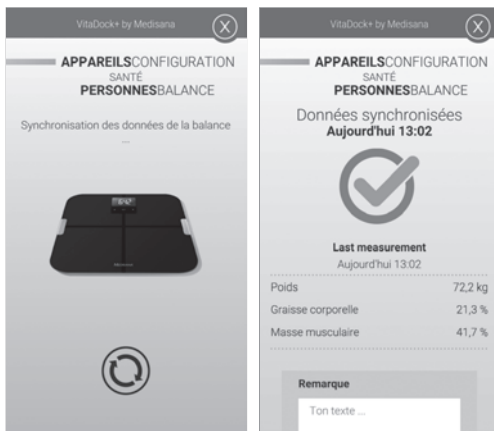 VitaDock+ by Medisana
X
APPAREILSCONFIGURATION
SANTÉ
PERSONNESBALANCE
Synchronisation des données de la balance
...
VitaDock+ by Medisana
X
APPAREILSCONFIGURATION
SANTÉ
PERSONNESBALANCE
Données synchronisées
Aujourd'hui 13:02
Last measurement
Aujourd'hui 13:02
Poids 72,2 kg
Graisse corporelle 21,3 %
Masse musculaire 41,7 %
Remarque
Ton texte ...